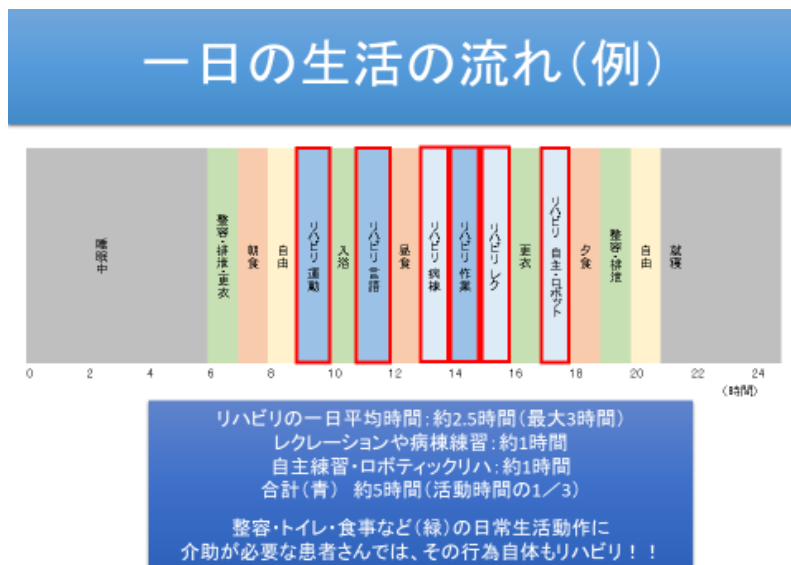 一日の生活の流れ(例)
睡眠中
整容・排泄・更衣
朝食
自由
リハビリ 運動
入浴
リハビリ 言語
昼食
リハビリ 病棟
リハビリ 作業
リハビリ レク
更衣
リハビリ 自主・ロボット
夕食
整容・排泄
自由
就寝
0 2 4 6 8 10 12 14 16 18 20 22 24
(時間)
リハビリの一日平均時間:約2.5時間(最大3時間)
レクレーションや病棟練習:約1時間
自主練習・ロボティックリハ:約1時間
合計(青) 約5時間(活動時間の1/3)
整容・トイレ・食事など(緑)の日常生活動作に
介助が必要な患者さんでは、その行為自体もリハビリ!!